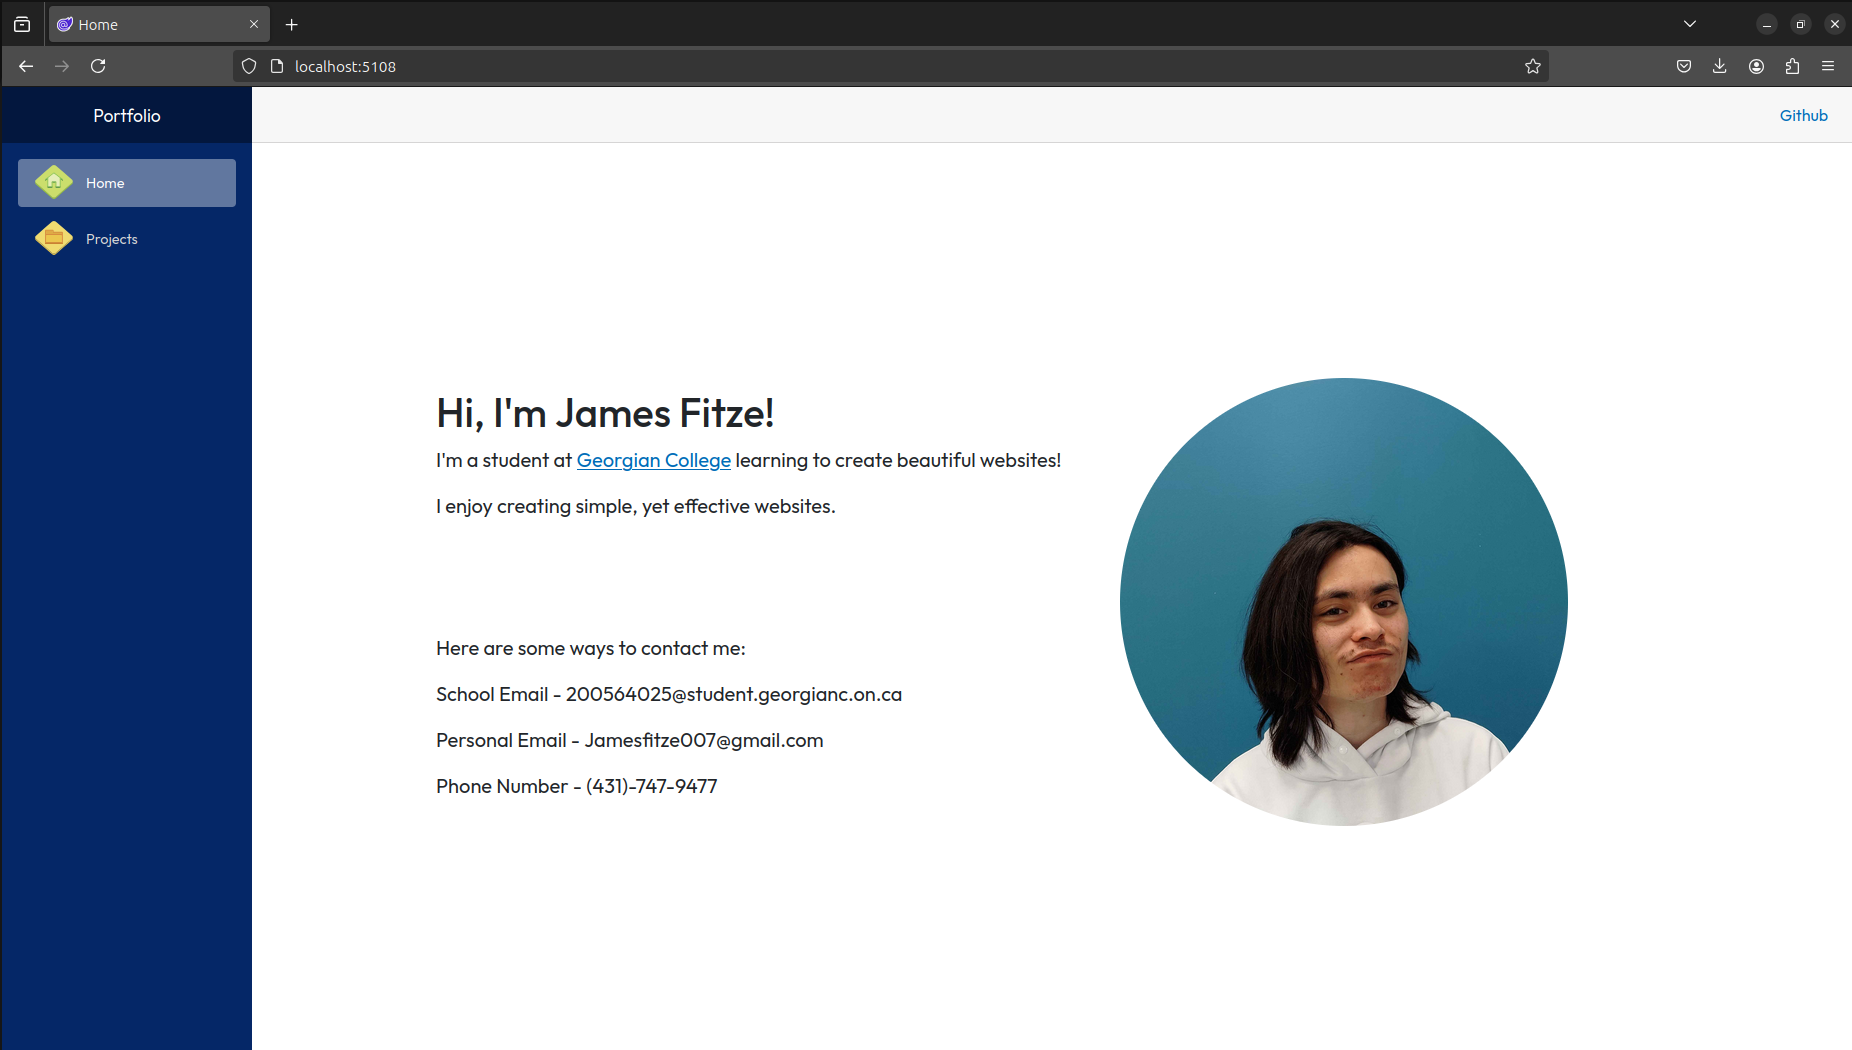 Home
localhost:5108
Portfolio
Github
Home
Projects
Hi, I'm James Fitze!
I'm a student at Georgian College learning to create beautiful websites!
I enjoy creating simple, yet effective websites.
Here are some ways to contact me:
School Email - 200564025@student.georgianc.on.ca
Personal Email - Jamesfitze007@gmail.com
Phone Number - (431)-747-9477